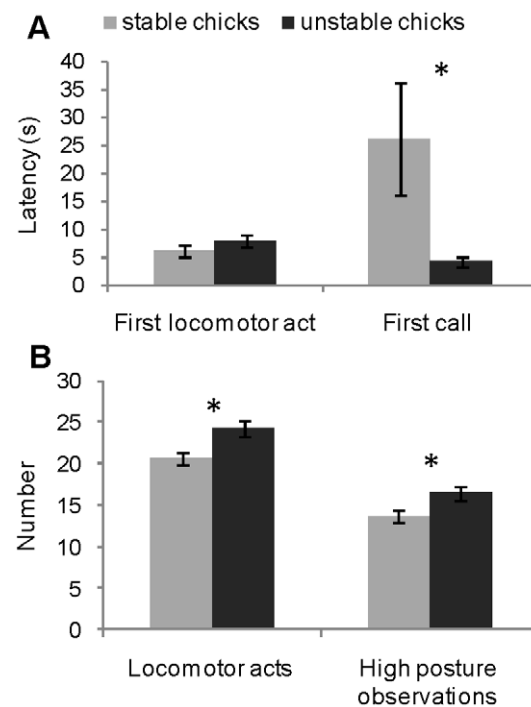 A
stable chicks unstable chicks
*
40
35
30
25
20
15
10
5
0
Latency (s)
First locomotor act First call
B
30
25
20
15
10
5
0
Number
*
*
Locomotor acts High posture
observations